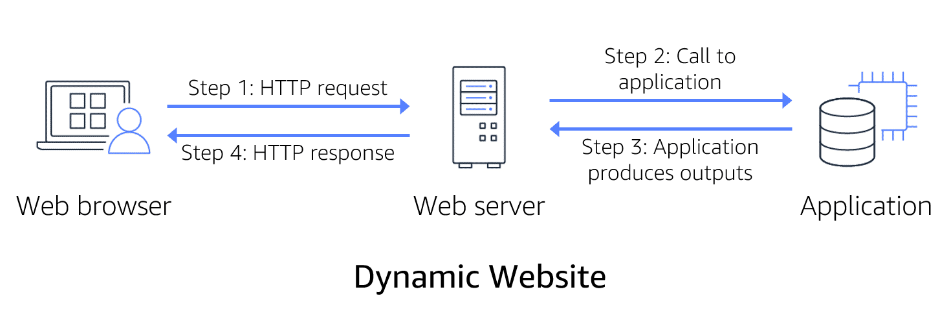 Step 1: HTTP request
Step 2: Call to
application
Step 4: HTTP response
Step 3: Application
produces outputs
Web browser
Web server
Application
Dynamic Website